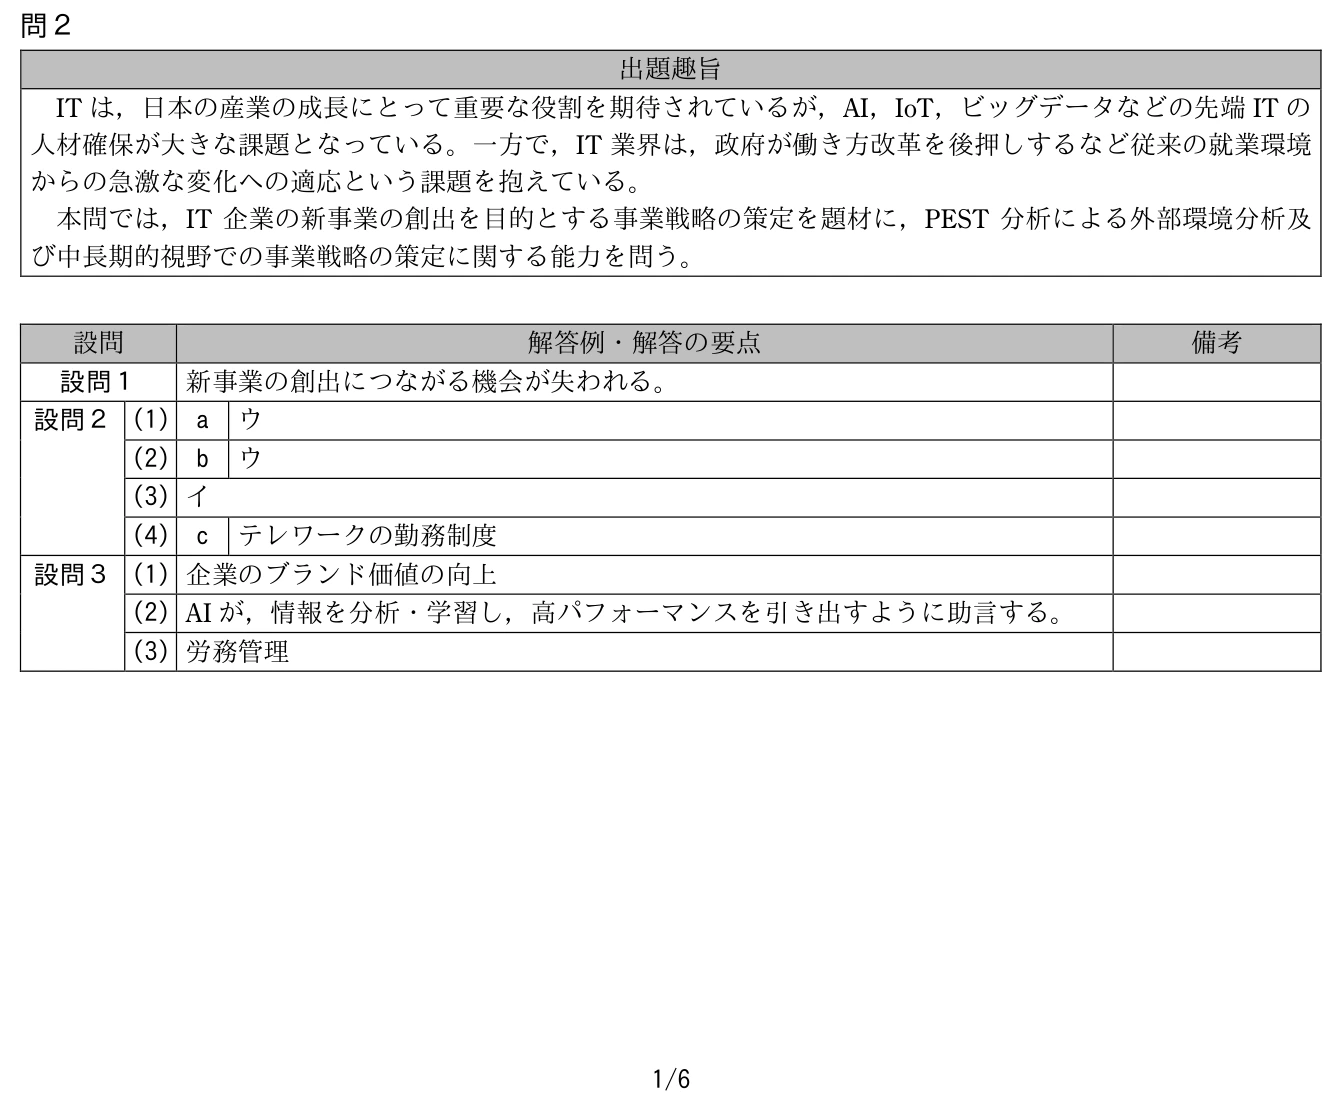 問２
出題趣旨
IT は，日本の産業の成長にとって重要な役割を期待されているが，AI，IoT，ビッグデータなどの先端 IT の
人材確保が大きな課題となっている。一方で，IT 業界は，政府が働き方改革を後押しするなど従来の就業環境
からの急激な変化への適応という課題を抱えている。
本問では，IT 企業の新事業の創出を目的とする事業戦略の策定を題材に，PEST 分析による外部環境分析及
び中長期的視野での事業戦略の策定に関する能力を問う。
設問 解答例・解答の要点 備考
設問１ 新事業の創出につながる機会が失われる。
設問２ (1) a ウ
(2) b ウ
(3) イ
(4) c テレワークの勤務制度
設問３ (1) 企業のブランド価値の向上
(2) AI が，情報を分析・学習し，高パフォーマンスを引き出すように助言する。
(3) 労務管理
1/6